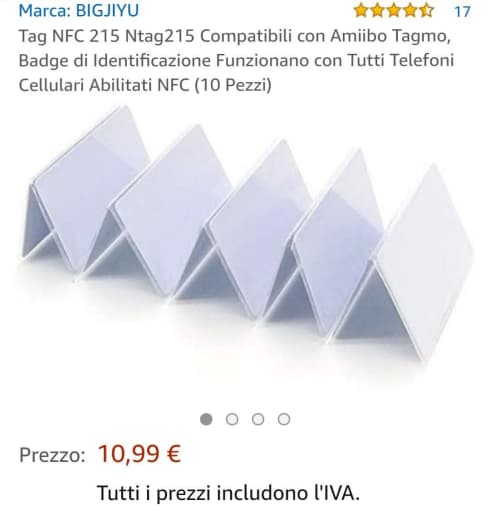 Marca: BIGJIYU 17
Tag NFC 215 Ntag215 Compatibili con Amiibo Tagmo,
Badge di Identificazione Funzionano con Tutti Telefoni
Cellulari Abilitati NFC (10 Pezzi)
Prezzo: 10,99 €
Tutti i prezzi includono l'IVA.